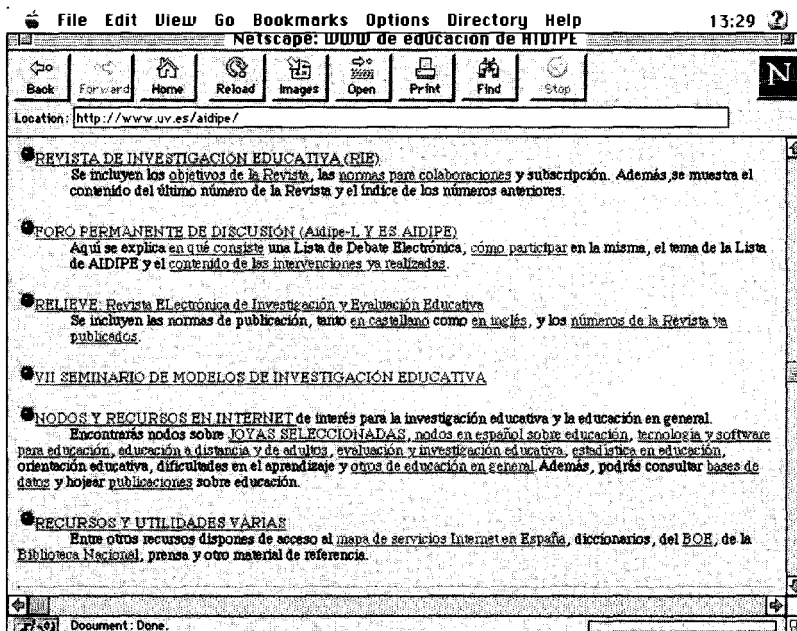 File Edit View Go Bookmarks Options Directory Help 13:29
Netscape: WWW de educación de AIDIPE
Back Forward Home Reload Images Open Print Find Stop
N
Location: http://www.uv.es/aidipe/
REVISTA DE INVESTIGACIÓN EDUCATIVA (RIE)
Se incluyen los objetivos de la Revista, las normas para colaboraciones y subscripción. Además,se muestra el
contenido del último número de la Revista y el índice de los números anteriores.
FORO PERMANENTE DE DISCUSIÓN (Aidipe-L Y ES AIDIPE)
Aquí se explica en qué consiste una Lista de Debate Electrónica, cómo participar en la misma, el tema de la Lista
de AIDIPE y el contenido de las intervenciones ya realizadas.
RELIEVE: Revista ELectrónica de Investigación y Evaluación Educativa
Se incluyen las normas de publicación, tanto en castellano como en inglés, y los números de la Revista ya
publicados.
VII SEMINARIO DE MODELOS DE INVESTIGACIÓN EDUCATIVA
NODOS Y RECURSOS EN INTERNET de interés para la investigación educativa y la educación en general.
Encontrarás nodos sobre JOYAS SELECCIONADAS, nodos en español sobre educación, tecnología y software
para educación, educación a distancia y de adultos, evaluación y investigación educativa, estadística en educación,
orientación educativa, dificultades en el aprendizaje y otros de educación en general.Además, podrás consultar bases de
datos y hojear publicaciones sobre educación.
RECURSOS Y UTILIDADES VARIAS
Entre otros recursos dispones de acceso al mapa de servicios Internet en España, diccionarios, del BOE, de la
Biblioteca Nacional, prensa y otro material de referencia.
Document: Done.